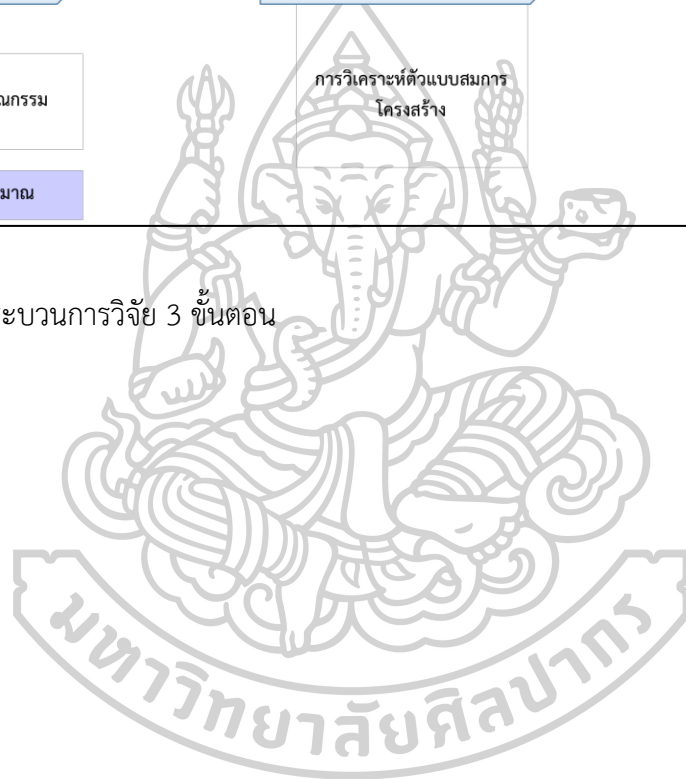 การวิเคราะห์ตัวแบบสมการ
โครงสร้าง
ณกรรม
มาณ
ะบวนการวิจัย 3 ขั้นตอน
มหาวิทยาลัยศิลปากร